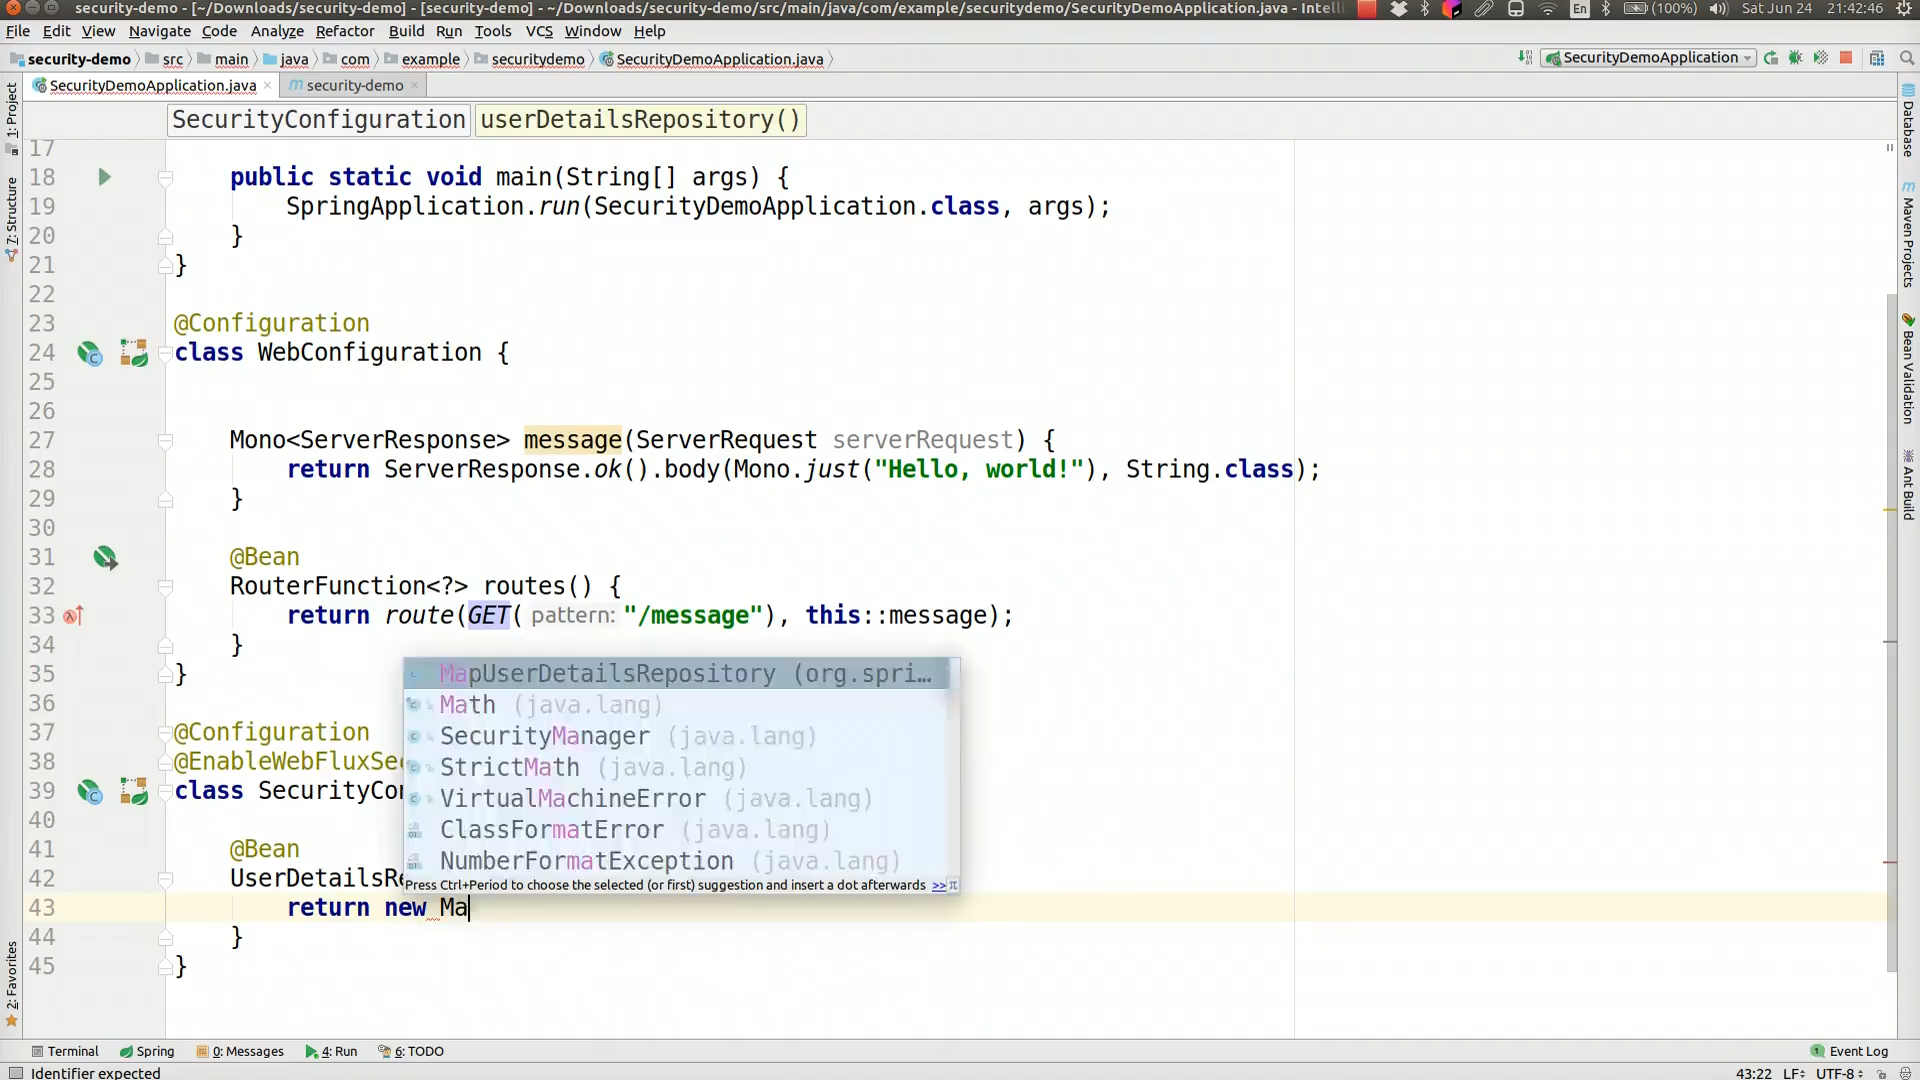 security-demo - [~/Downloads/security-demo] - [security-demo] - ~/Downloads/security-demo/src/main/java/com/example/securitydemo/SecurityDemoApplication.java - Intelli
En
(100%)
Sat Jun 24
21:42:46
File Edit View Navigate Code Analyze Refactor Build Run Tools VCS Window Help
security-demo src main java com example securitydemo SecurityDemoApplication.java
SecurityDemoApplication
SecurityDemoApplication.java
m security-demo
SecurityConfiguration userDetailsRepository()
1: Project
7: Structure
2: Favorites
17
18 public static void main(String[] args) {
19 SpringApplication.run(SecurityDemoApplication.class, args);
20 }
21 }
22
23 @Configuration
24 class WebConfiguration {
25
26
27 Mono<ServerResponse> message(ServerRequest serverRequest) {
28 return ServerResponse.ok().body(Mono.just("Hello, world!"), String.class);
29 }
30
31 @Bean
32 RouterFunction<?> routes() {
33 return route(GET( pattern: "/message"), this::message);
34 }
35 }
36
37 @Configuration
38 @EnableWebFluxSec
39 class SecurityCon
40
41 @Bean
42 UserDetailsRe
43 return new Ma
44 }
45 }
MapUserDetailsRepository (org.spri…
Math (java.lang)
SecurityManager (java.lang)
StrictMath (java.lang)
VirtualMachineError (java.lang)
ClassFormatError (java.lang)
NumberFormatException (java.lang)
Press Ctrl+Period to choose the selected (or first) suggestion and insert a dot afterwards >> π
Database
m Maven Projects
Bean Validation
Ant Build
Terminal Spring 0: Messages 4: Run 6: TODO
1 Event Log
Identifier expected
43:22 LF÷ UTF-8÷